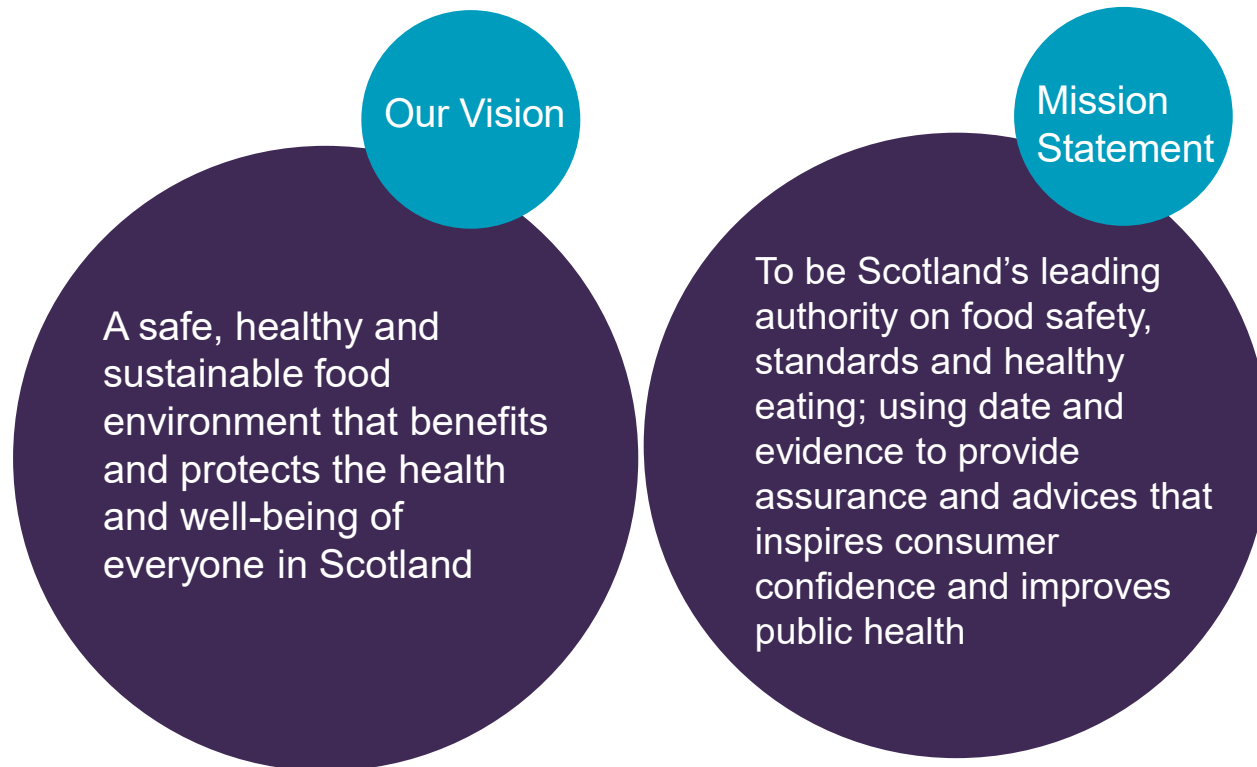 Our Vision
A safe, healthy and
sustainable food
environment that benefits
and protects the health
and well-being of
everyone in Scotland
Mission
Statement
To be Scotland’s leading
authority on food safety,
standards and healthy
eating; using date and
evidence to provide
assurance and advices that
inspires consumer
confidence and improves
public health